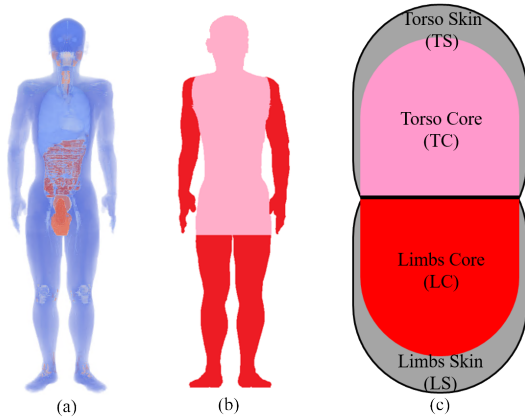 Torso Skin
(TS)
Torso Core
(TC)
Limbs Core
(LC)
Limbs Skin
(LS)
(a)
(b)
(c)